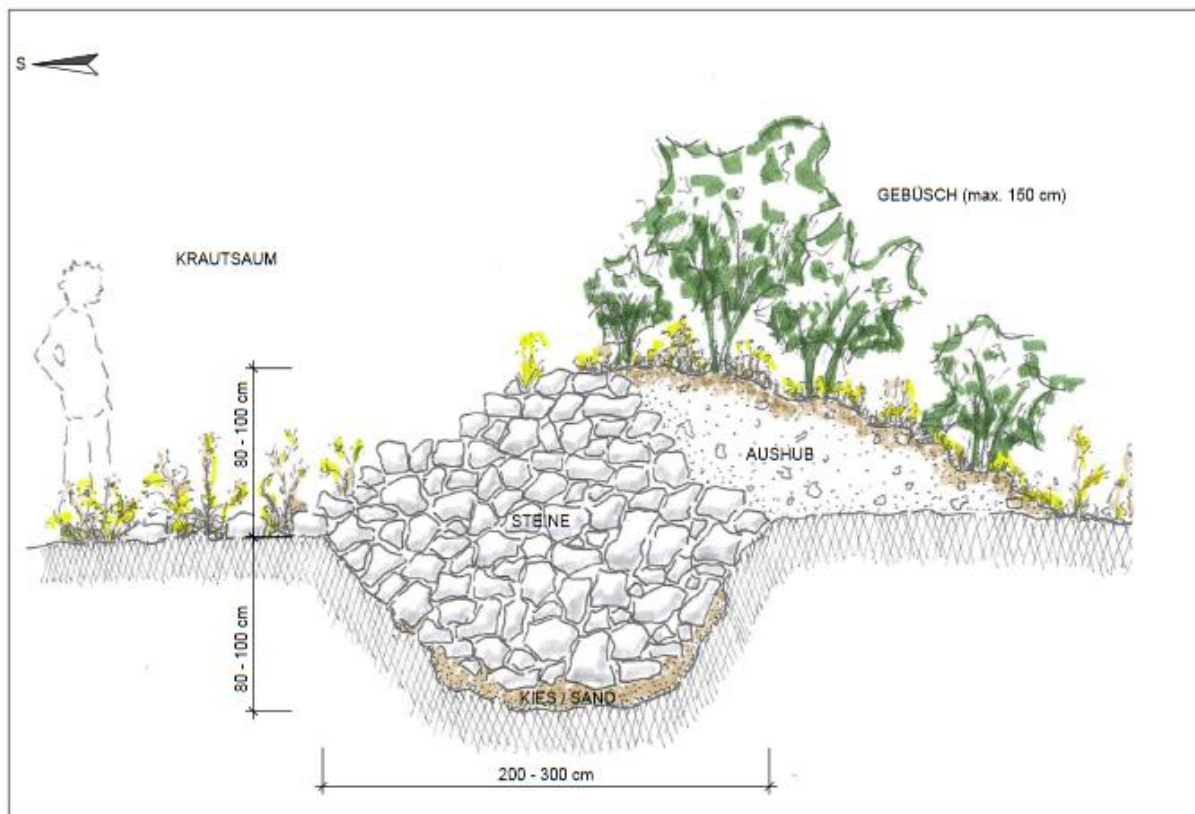 S
GEBÜSCH (max. 150 cm)
KRAUTSAUM
80 - 100 cm
AUSHUB
STEINE
80 - 100 cm
KIES / SAND
200 - 300 cm